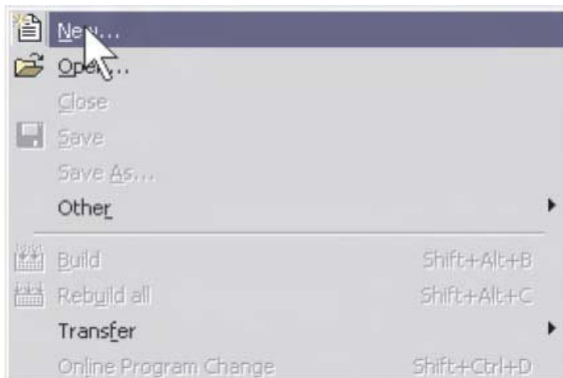 New...
Open...
Close
Save
Save As...
Other
Build Shift+Alt+B
Rebuild all Shift+Alt+C
Transfer
Online Program Change Shift+Ctrl+D